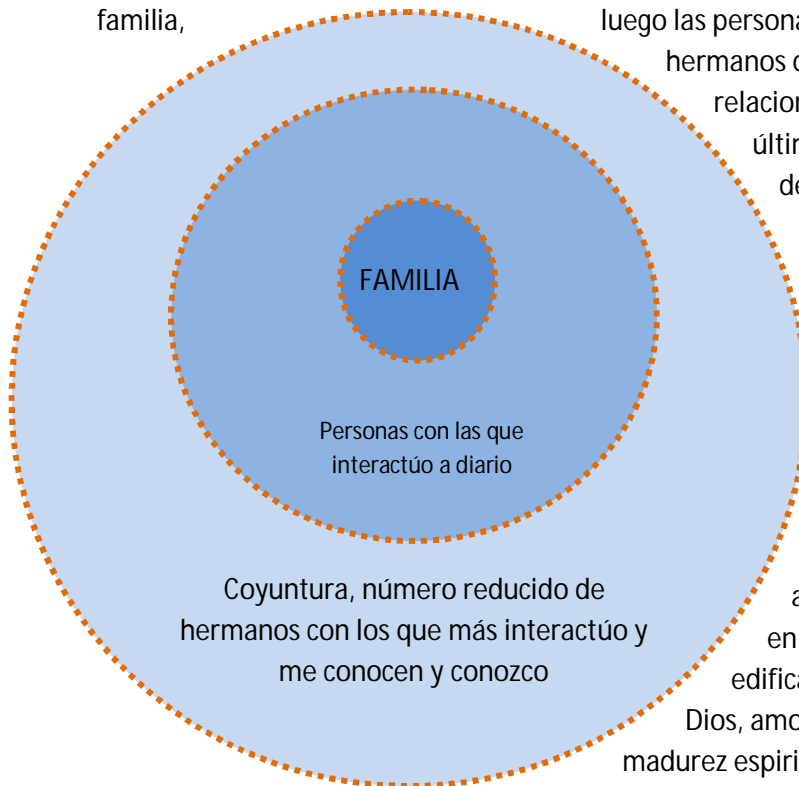 familia, luego las persona
hermanos c
relacion
últi
de
FAMILIA
Personas con las que
interactúo a diario
Coyuntura, número reducido de
hermanos con los que más interactúo y
me conocen y conozco
a
en
edifica
Dios, amo
madurez espiri